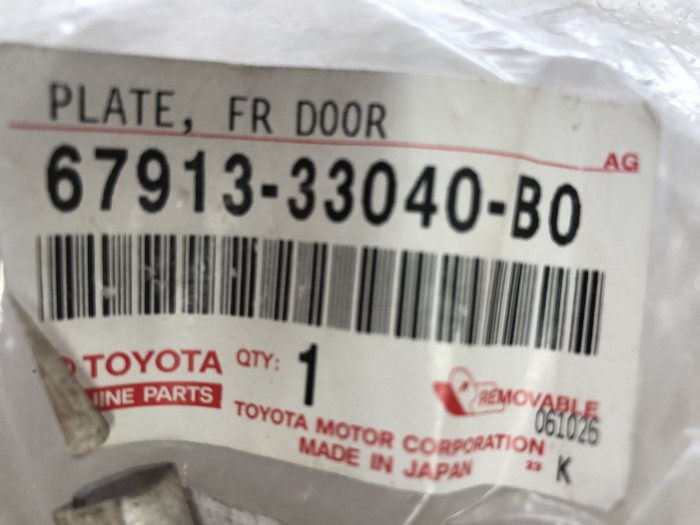 PLATE, FR DOOR
AG
67913-33040-B0
TOYOTA QTY: 1
PARTS
REMOVABLE
061026
TOYOTA MOTOR CORPORATION
MADE IN JAPAN 23 K